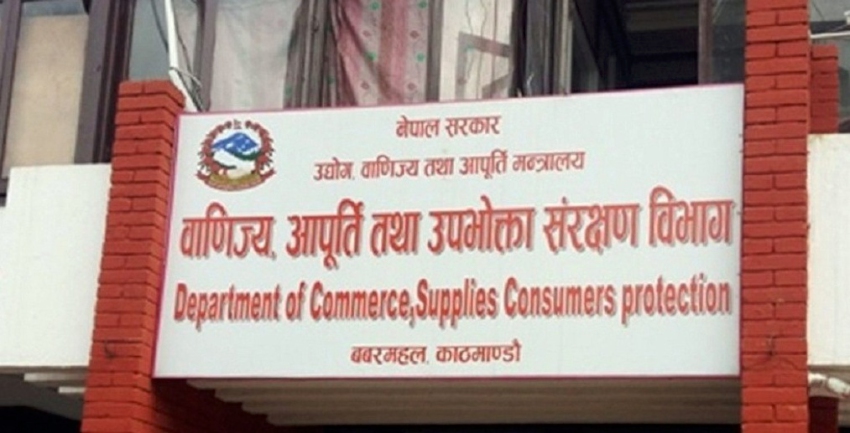 नेपाल सरकार
उद्योग, वाणिज्य तथा आपूर्ति मन्त्रालय
वाणिज्य, आपूर्ति तथा उपभोक्ता संरक्षण विभाग
Department of Commerce,Supplies Consumers protection
बबरमहल, काठमाण्डौ